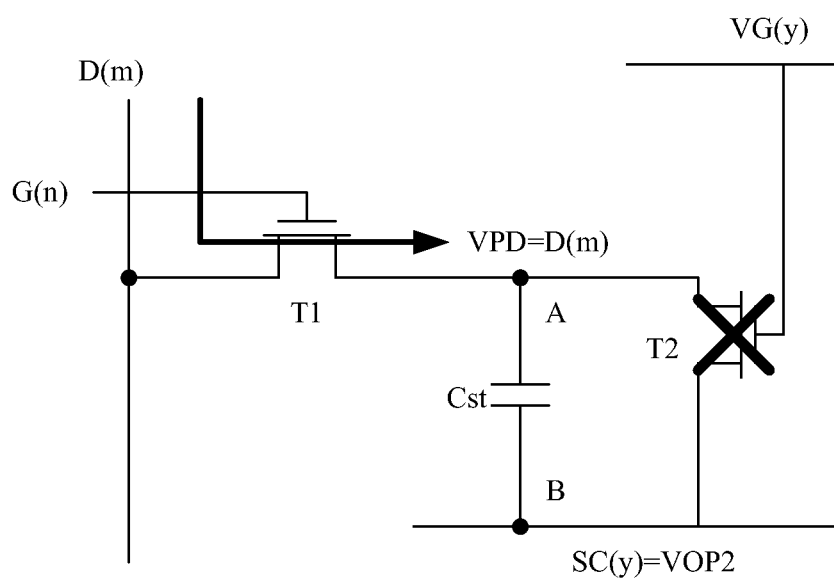 VG(y)
D(m)
G(n)
VPD=D(m)
T1
A
T2
Cst
B
SC(y)=VOP2